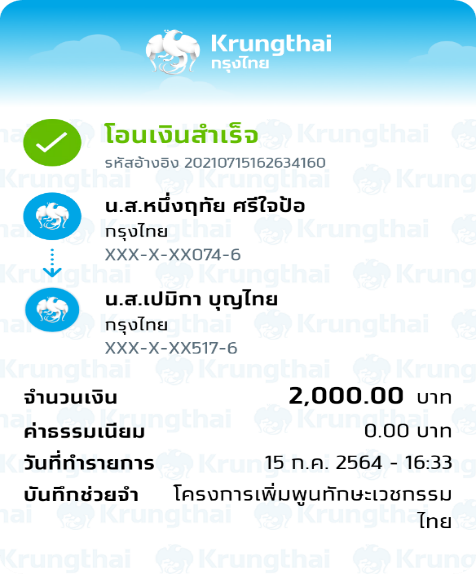 Krungthai
กรุงไทย
โอนเงินสำเร็จ
รหัสอ้างอิง 20210715162634160
น.ส.หนึ่งฤทัย ศรีใจป้อ
กรุงไทย
XXX-X-XX074-6
น.ส.เปมิกา บุญไทย
กรุงไทย
XXX-X-XX517-6
จำนวนเงิน 2,000.00 บาท
ค่าธรรมเนียม 0.00 บาท
วันที่ทำรายการ 15 ก.ค. 2564 - 16:33
บันทึกช่วยจำ โครงการเพิ่มพูนทักษะเวชกรรม
ไทย